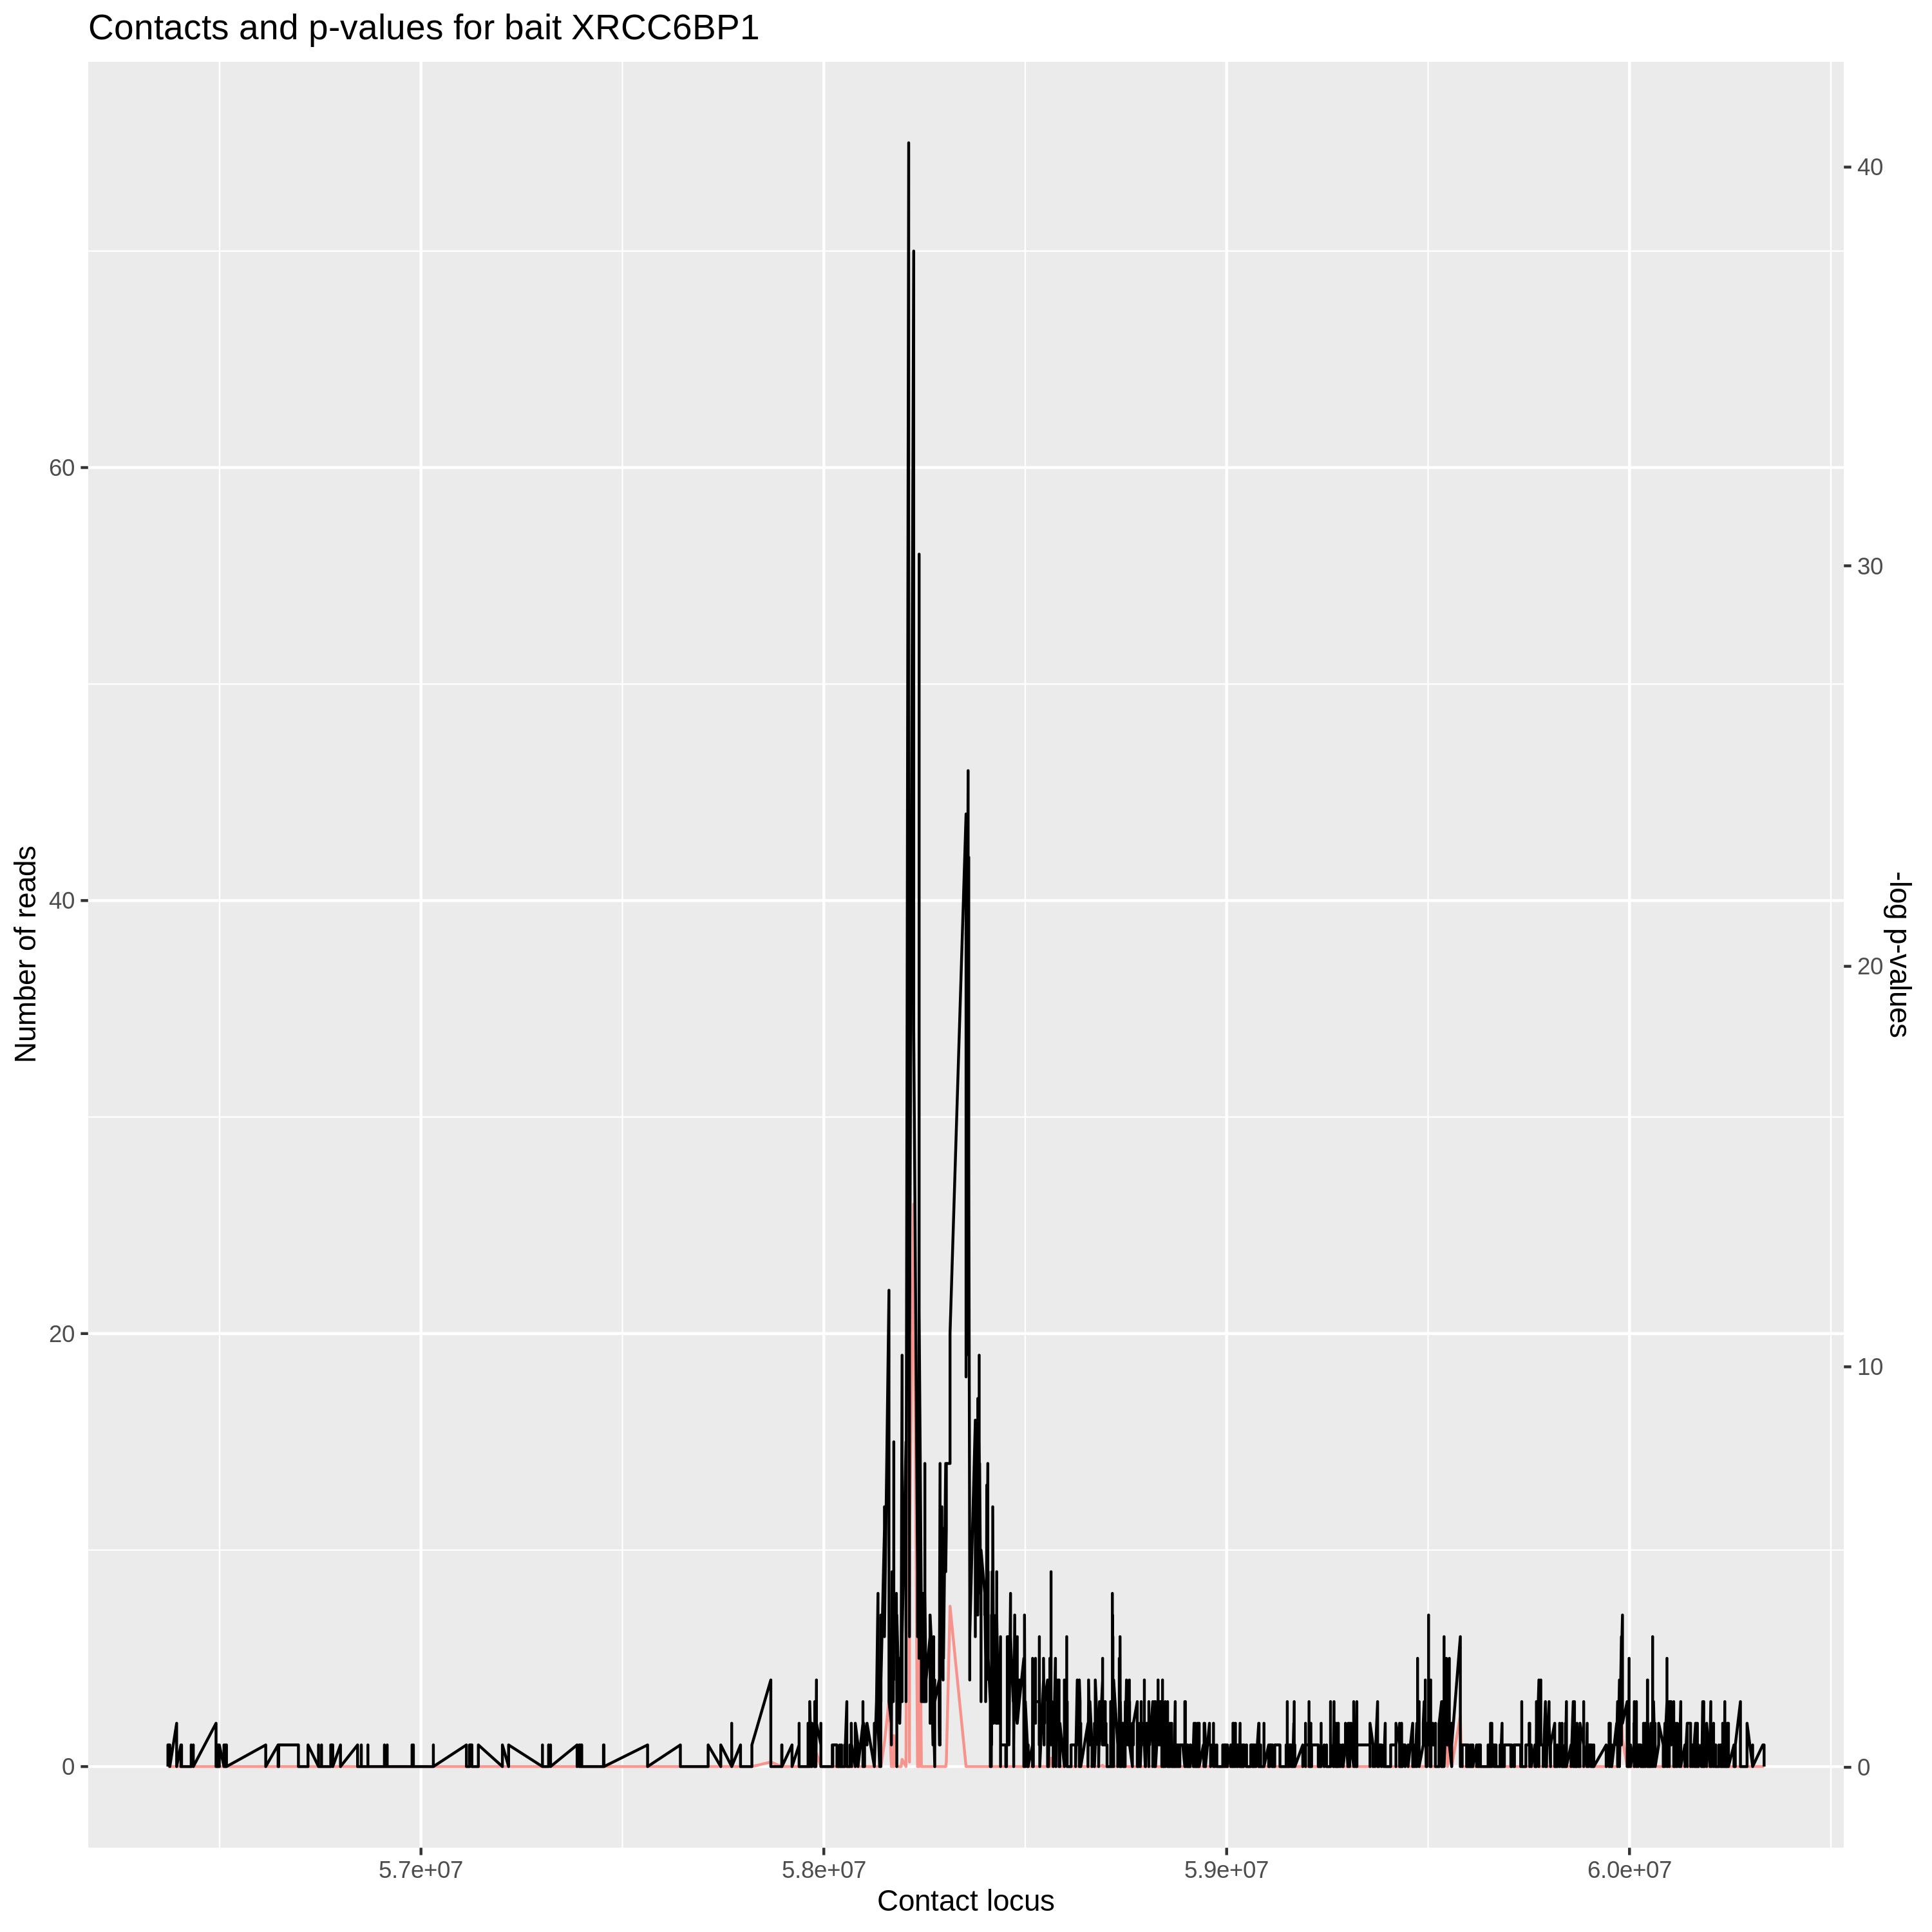 Contacts and p-values for bait XRCC6BP1
40
60
30
Number of reads
40
-log p-values
20
20
10
0
0
5.7e+07
5.8e+07
5.9e+07
6.0e+07
Contact locus